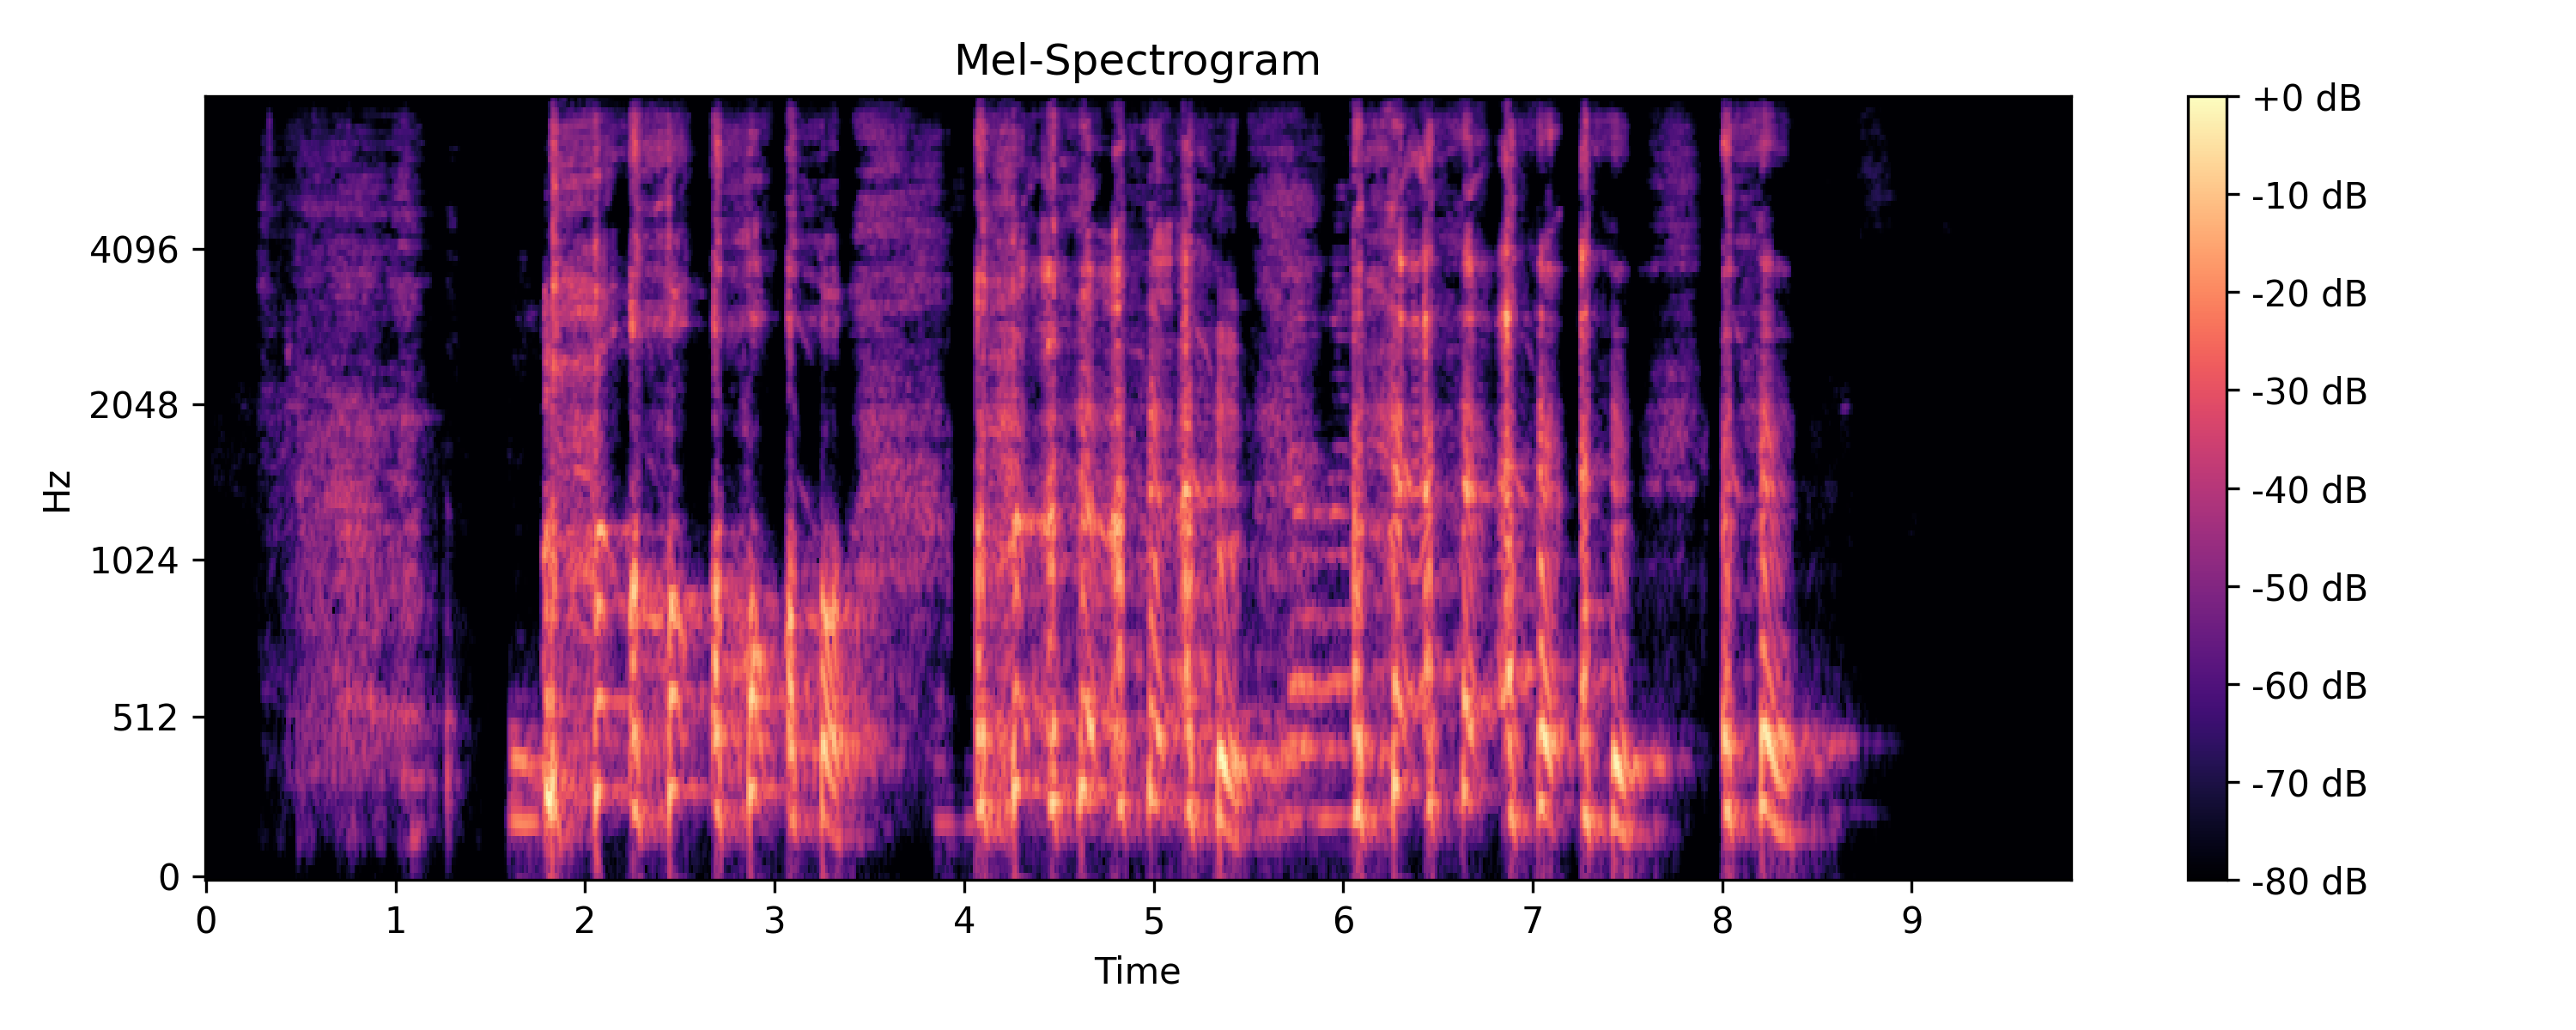 Mel-Spectrogram
+0 dB
-10 dB
4096
-20 dB
-30 dB
2048
Hz
-40 dB
1024
-50 dB
512
-60 dB
-70 dB
0
-80 dB
0 1 2 3 4 5 6 7 8 9
Time